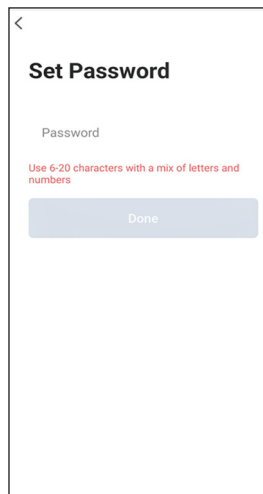 Set Password
Password
Use 6-20 characters with a mix of letters and
numbers
Done